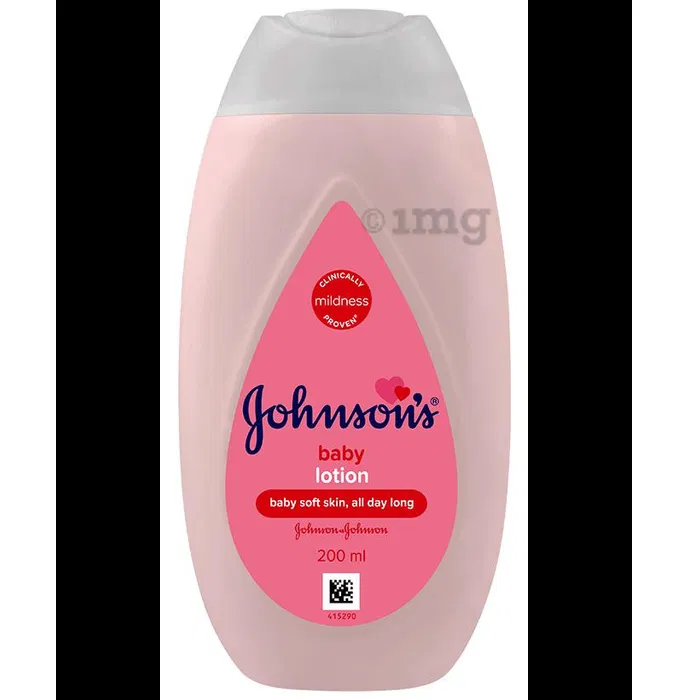 ©1mg
CLINICALLY
mildness
PROVEN®
Johnson's®
baby
lotion
baby soft skin, all day long
Johnson & Johnson
200 ml
415290